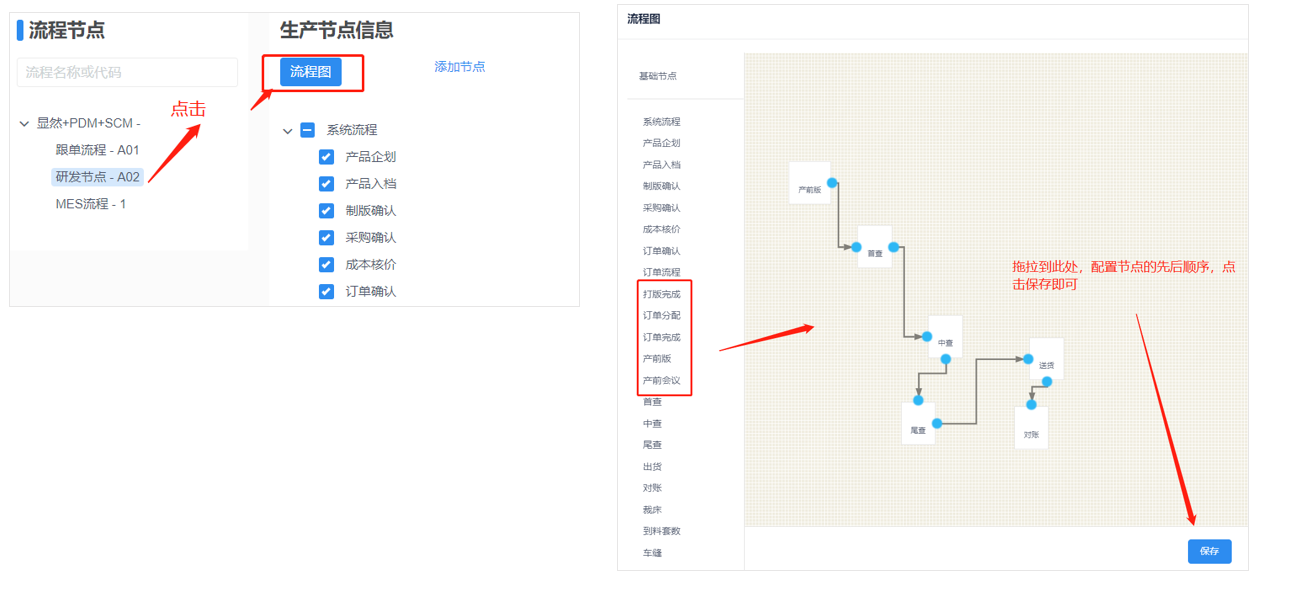 流程节点
流程名称或代码
点击
显然+PDM+SCM -
跟单流程 - A01
研发节点 - A02
MES流程 - 1
生产节点信息
流程图
添加节点
系统流程
产品企划
产品入档
制版确认
采购确认
成本核价
订单确认
流程图
基础节点
系统流程
产品企划
产品入档
制版确认
采购确认
成本核价
订单确认
订单流程
打版完成
订单分配
订单完成
产前版
产前会议
首查
中查
尾查
出货
对账
裁床
到料套数
车缝
产前板
首查
中查
送货
尾查
对账
拖拉到此处，配置节点的先后顺序，点
击保存即可
保存